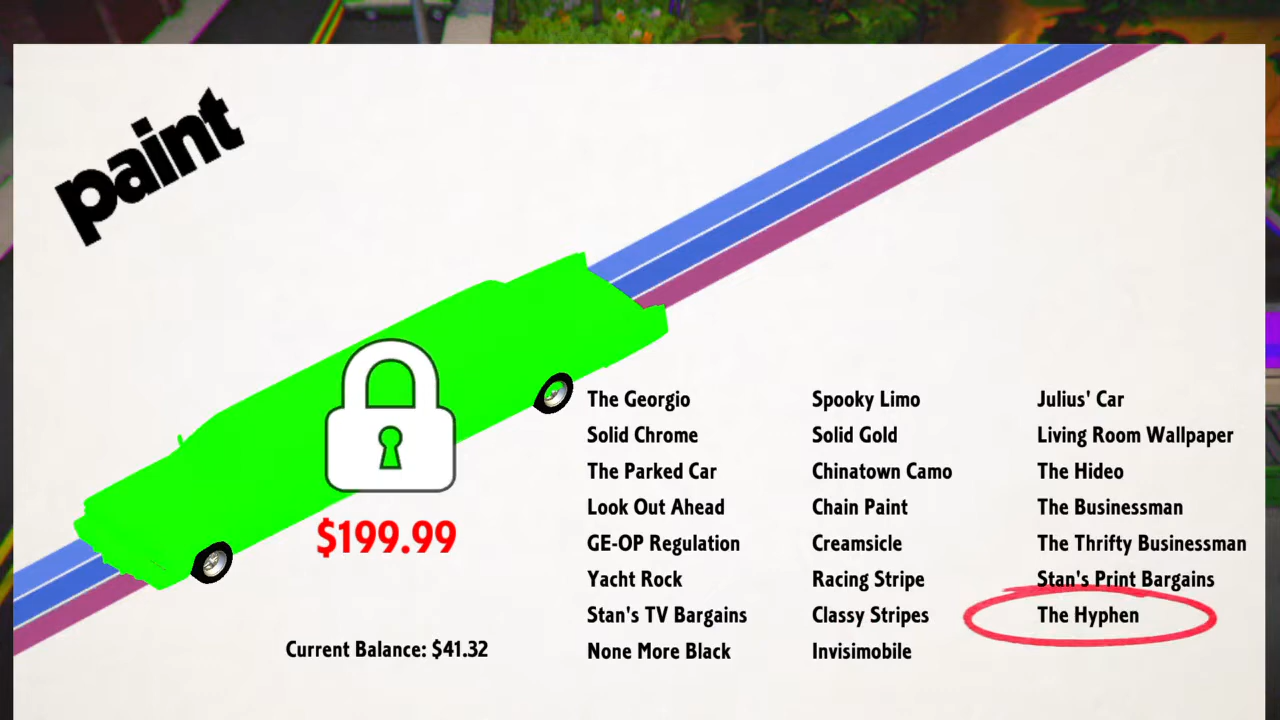 paint
$199.99
Current Balance: $41.32
The Georgio
Solid Chrome
The Parked Car
Look Out Ahead
GE-OP Regulation
Yacht Rock
Stan's TV Bargains
None More Black
Spooky Limo
Solid Gold
Chinatown Camo
Chain Paint
Creamsicle
Racing Stripe
Classy Stripes
Invisimobile
Julius' Car
Living Room Wallpaper
The Hideo
The Businessman
The Thrifty Businessman
Stan's Print Bargains
The Hyphen